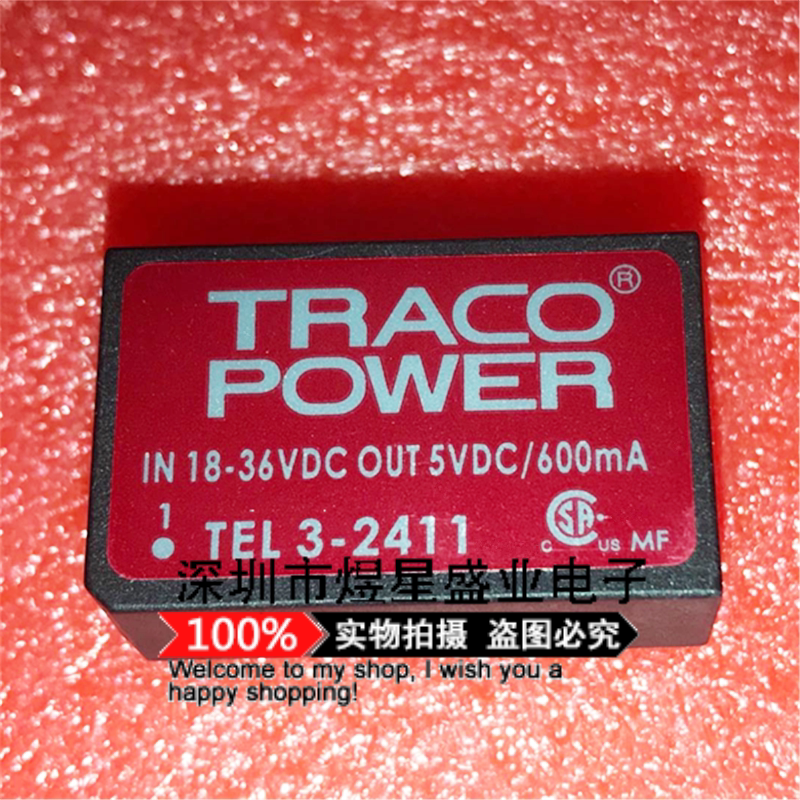 TRACO®
POWER
IN 18-36VDC OUT 5VDC/600mA
1
TEL 3-2411
C SA US MF
深圳市煜星盛业电子
100% 实物拍摄 盗图必究
Welcome to my shop, I wish you a
happy shopping!